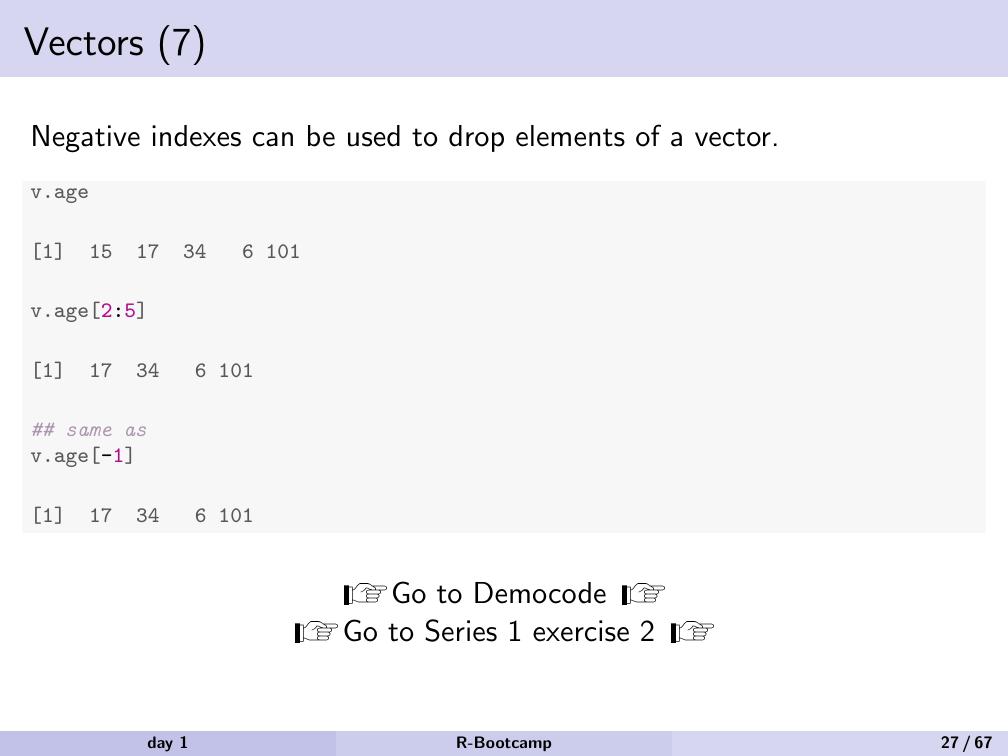 Vectors (7)
Negative indexes can be used to drop elements of a vector.
v.age
[1]  15  17  34   6 101
v.age[2:5]
[1]  17  34   6 101
## same as
v.age[-1]
[1]  17  34   6 101
☞Go to Democode ☞
☞Go to Series 1 exercise 2 ☞
day 1 R-Bootcamp 27 / 67